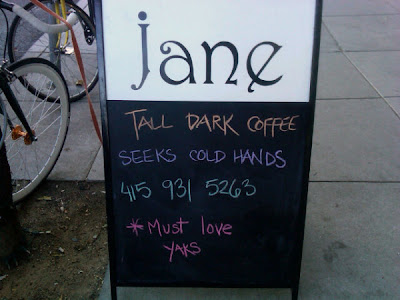 jane
TALL DARK COFFEE
SEEKS COLD HANDS
415 931 5263
*Must love
YAKS